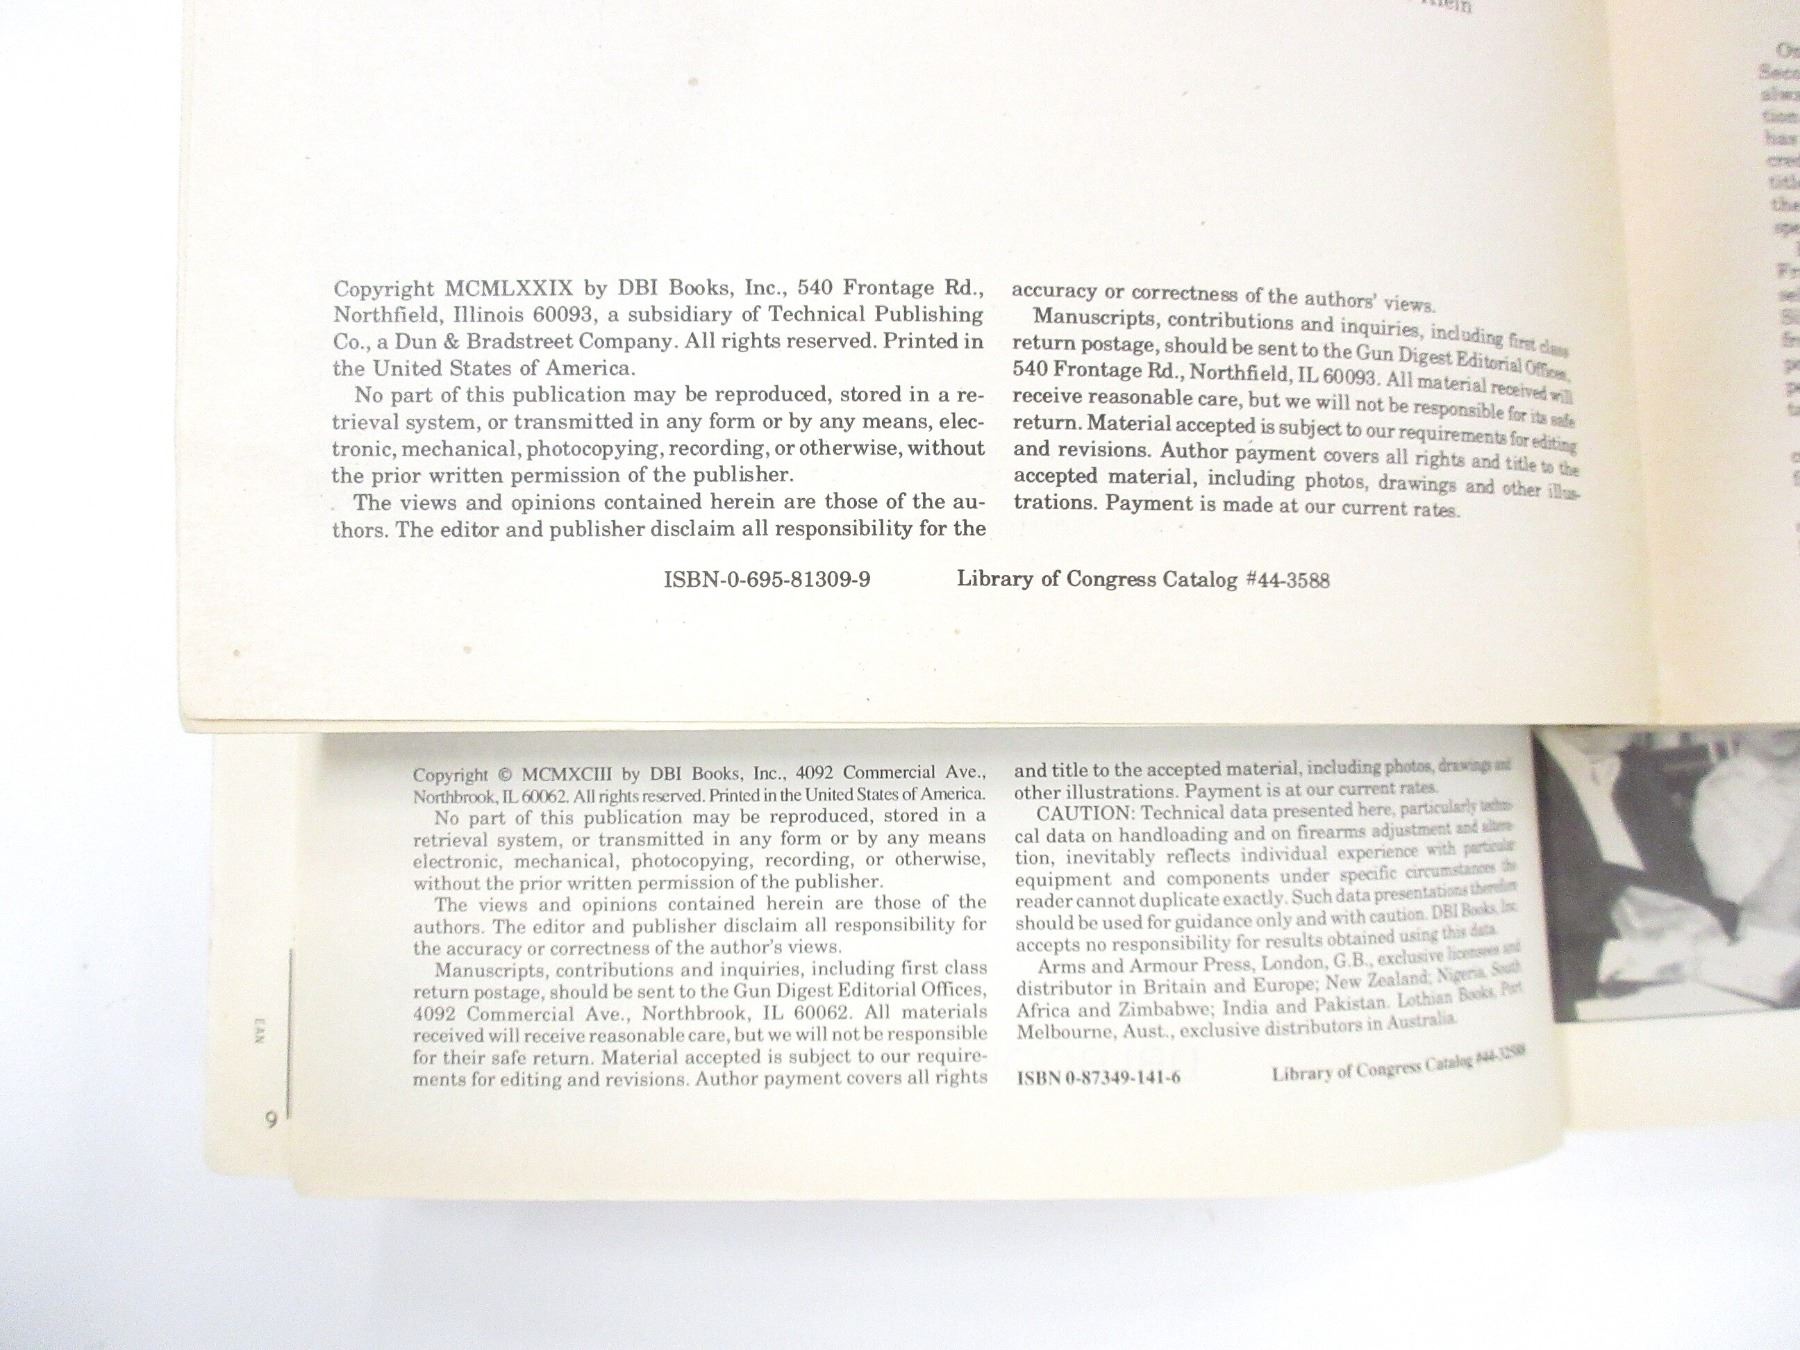 Klein
Copyright MCMLXXIX by DBI Books, Inc., 540 Frontage Rd.,
Northfield, Illinois 60093, a subsidiary of Technical Publishing
Co., a Dun & Bradstreet Company. All rights reserved. Printed in
the United States of America.
No part of this publication may be reproduced, stored in a re-
trieval system, or transmitted in any form or by any means, elec-
tronic, mechanical, photocopying, recording, or otherwise, without
the prior written permission of the publisher.
The views and opinions contained herein are those of the au-
thors. The editor and publisher disclaim all responsibility for the
accuracy or correctness of the authors' views.
Manuscripts, contributions and inquiries, including first class
return postage, should be sent to the Gun Digest Editorial Offices,
540 Frontage Rd., Northfield, IL 60093. All material received will
receive reasonable care, but we will not be responsible for its safe
return. Material accepted is subject to our requirements for editing
and revisions. Author payment covers all rights and title to the
accepted material, including photos, drawings and other illus-
trations. Payment is made at our current rates.
ISBN-0-695-81309-9 Library of Congress Catalog #44-3588
has
the
Copyright © MCMXCIII by DBI Books, Inc., 4092 Commercial Ave.,
Northbrook, IL 60062. All rights reserved. Printed in the United States of America.
No part of this publication may be reproduced, stored in a
retrieval system, or transmitted in any form or by any means
electronic, mechanical, photocopying, recording, or otherwise,
without the prior written permission of the publisher.
The views and opinions contained herein are those of the
authors. The editor and publisher disclaim all responsibility for
the accuracy or correctness of the author's views.
Manuscripts, contributions and inquiries, including first class
return postage, should be sent to the Gun Digest Editorial Offices,
4092 Commercial Ave., Northbrook, IL 60062. All materials
received will receive reasonable care, but we will not be responsible
for their safe return. Material accepted is subject to our require-
ments for editing and revisions. Author payment covers all rights
and title to the accepted material, including photos, drawings and
other illustrations. Payment is at our current rates.
CAUTION: Technical data presented here, particularly techni-
cal data on handloading and on firearms adjustment and altera-
tion, inevitably reflects individual experience with particular
equipment and components under specific circumstances the
reader cannot duplicate exactly. Such data presentations therefore
should be used for guidance only and with caution. DBI Books, Inc.
accepts no responsibility for results obtained using this data.
Arms and Armour Press, London, G.B., exclusive licensees and
distributor in Britain and Europe; New Zealand; Nigeria, South
Africa and Zimbabwe; India and Pakistan. Lothian Books, Port
Melbourne, Aust., exclusive distributors in Australia.
ISBN 0-87349-141-6 Library of Congress Catalog #44-3258
EAN
9